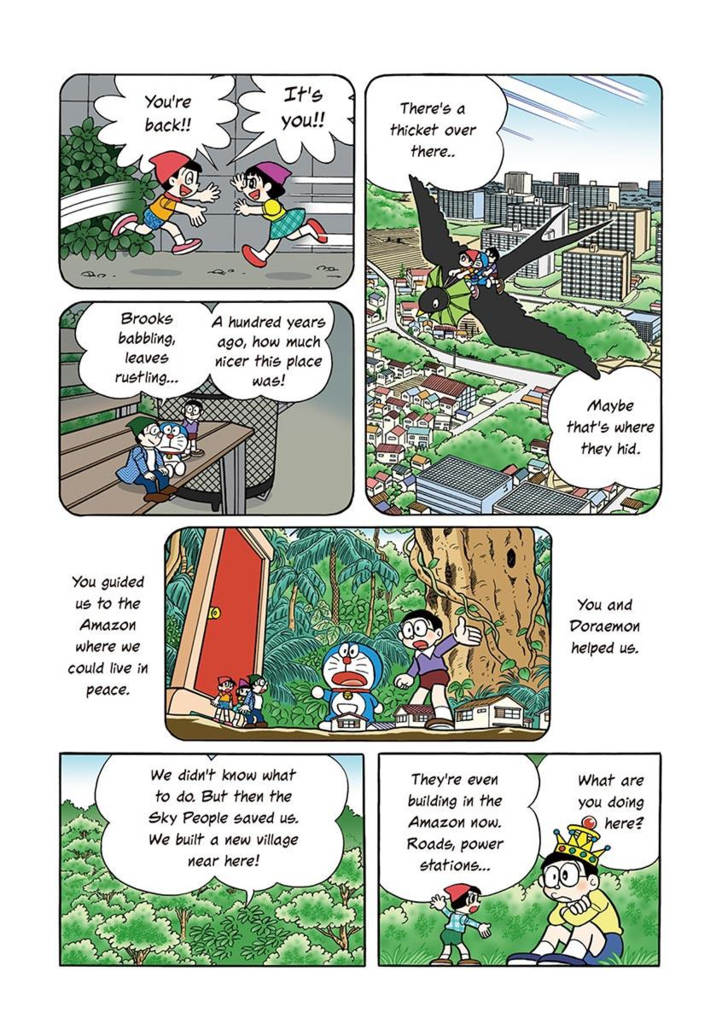 There's a
thicket over
there..
Maybe
that's where
they hid.
It's
you!!
You're
back!!
A hundred years
ago, how much
nicer this place
was!
Brooks
babbling,
leaves
rustling...
You and
Doraemon
helped us.
You guided
us to the
Amazon
where we
could live in
peace.
What are
you doing
here?
They're even
building in the
Amazon now.
Roads, power
stations...
We didn't know what
to do. But then the
Sky People saved us.
We built a new village
near here!